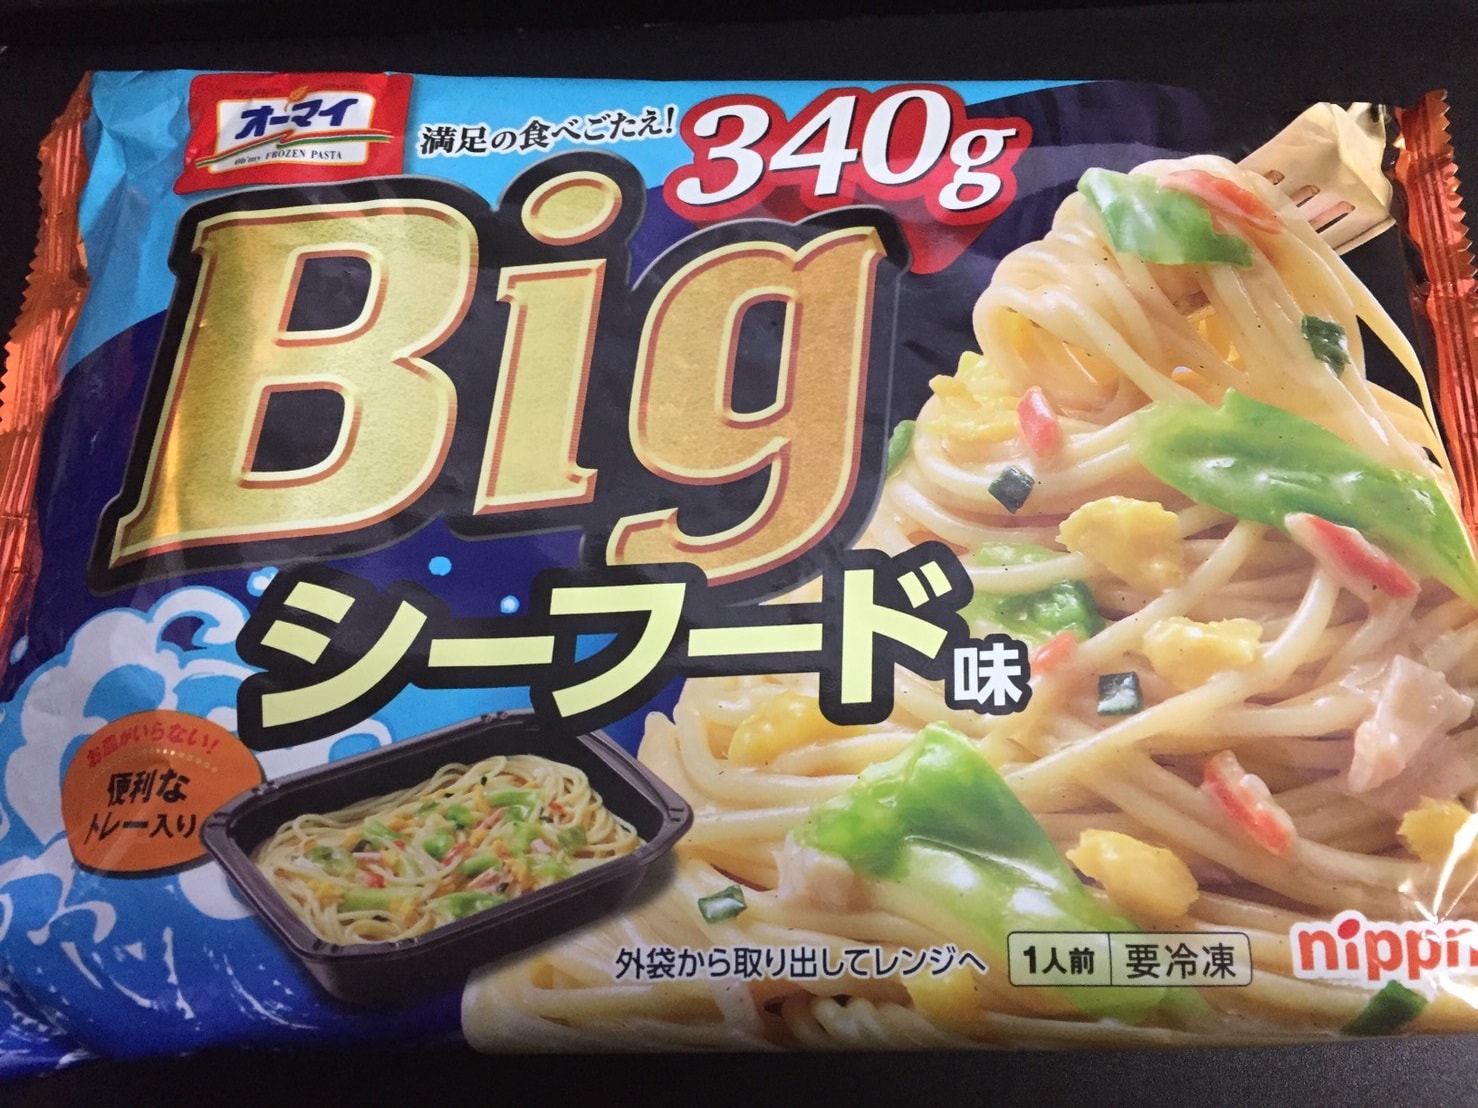 オーマイ
Oh'my FROZEN PASTA
満足の食べごたえ!
340g
Big
シーフード味
お皿がいらない!
便利な
トレー入り
外袋から取り出してレンジへ
1人前 要冷凍
nippn